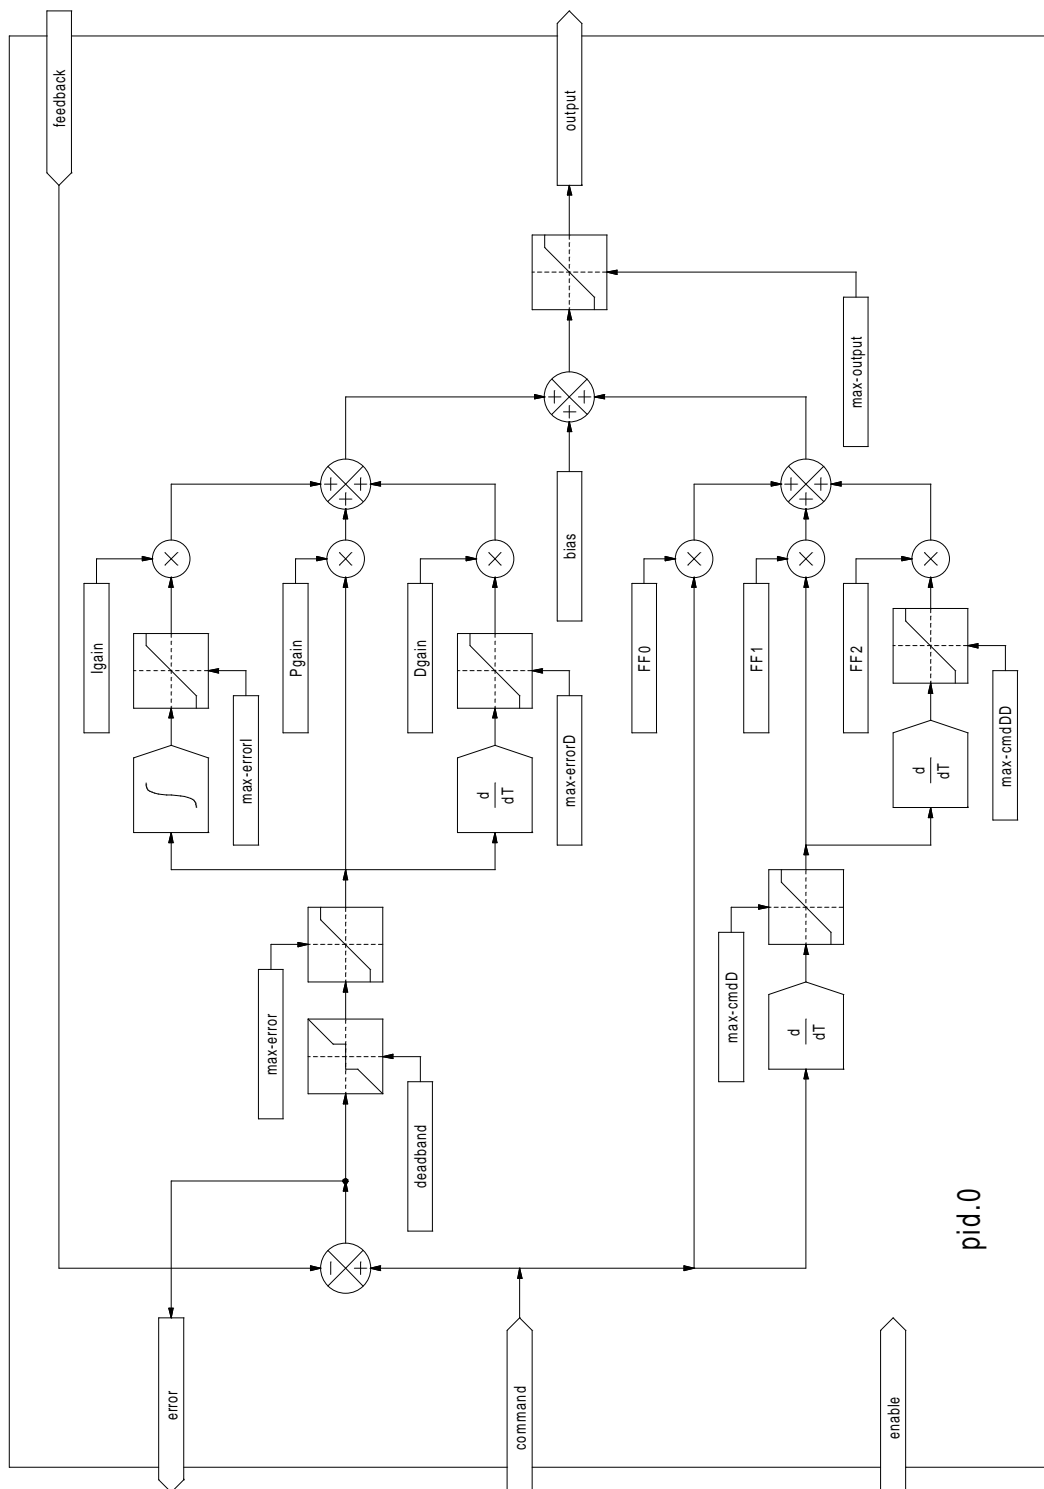 feedback
output
max-output
+
+
+
bias
+
+
+
+
+
+
×
×
×
×
×
×
Igain
Pgain
Dgain
FF0
FF1
FF2
max-errorI
max-errorD
max-cmdDD
∫
d
dT
d
dT
max-error
max-cmdD
d
dT
deadband
pid.0
−
+
error
command
enable